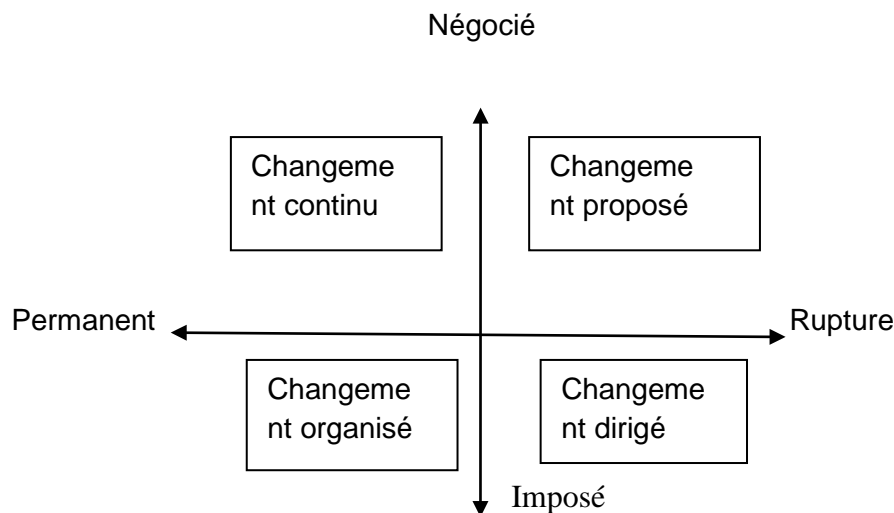 Négocié
Changeme
nt continu
Changeme
nt proposé
Permanent
Rupture
Changeme
nt organisé
Changeme
nt dirigé
Imposé